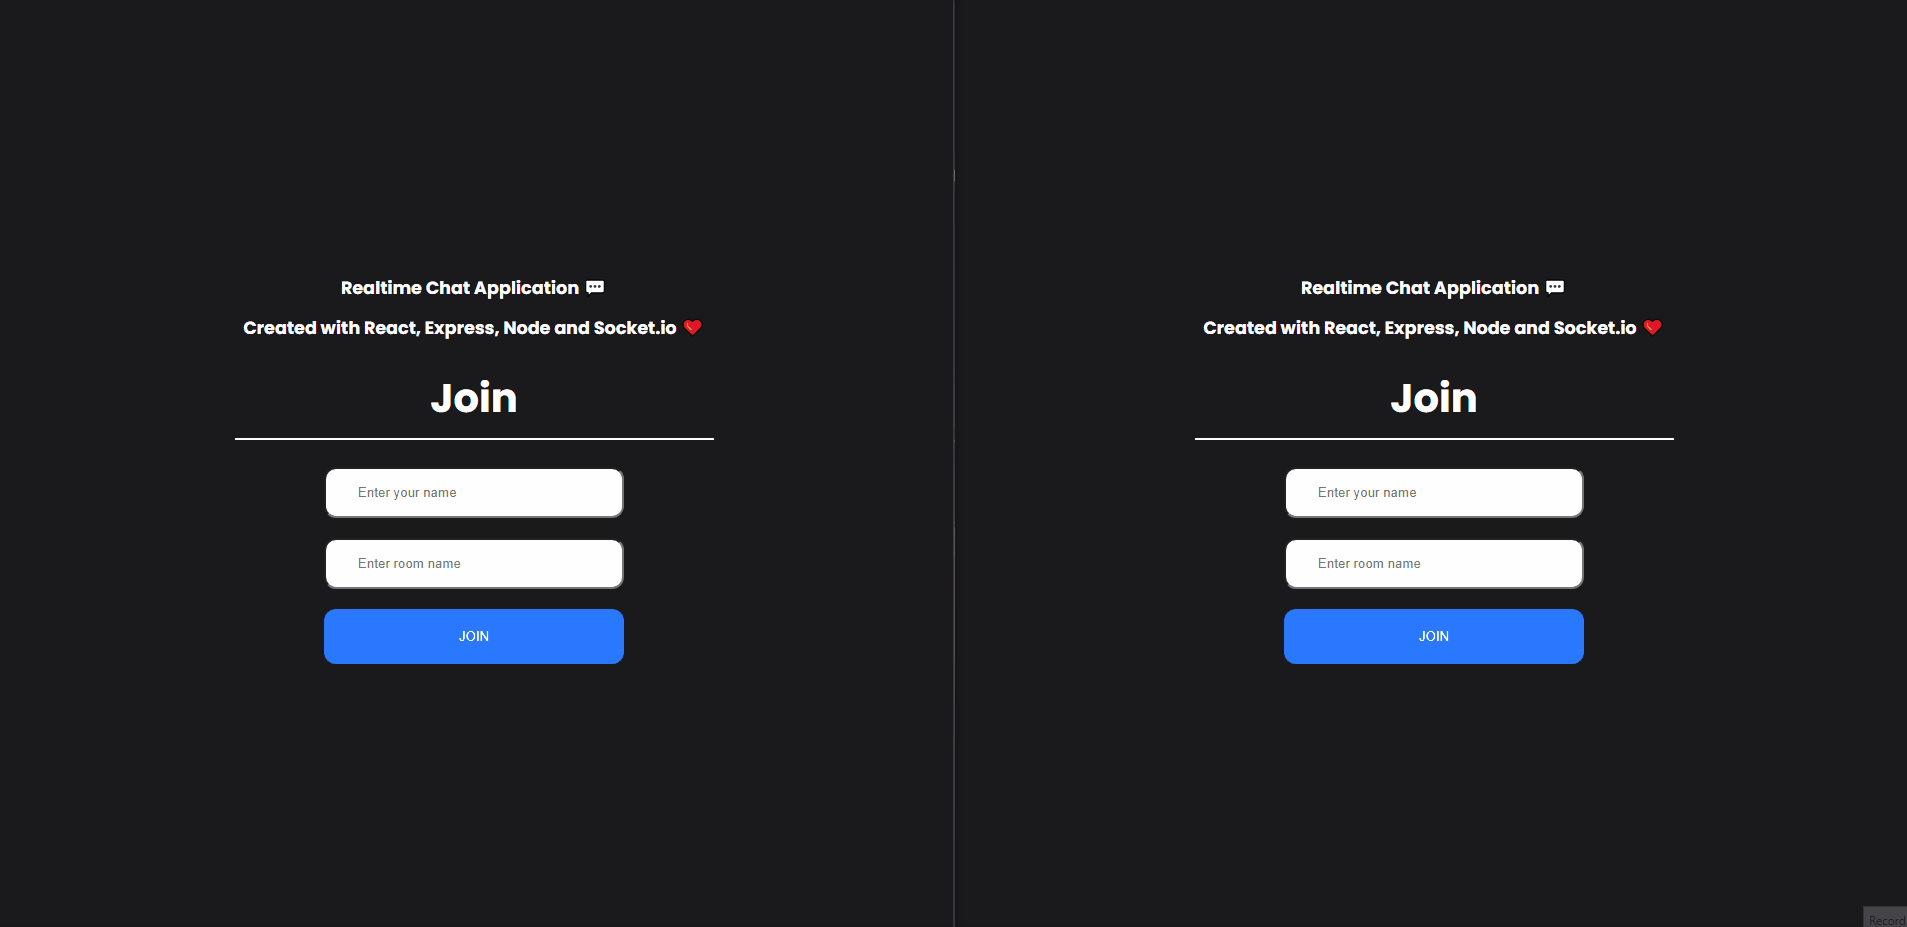 Realtime Chat Application 💬
Created with React, Express, Node and Socket.io ❤️
Join
Enter your name
Enter room name
JOIN
Realtime Chat Application 💬
Created with React, Express, Node and Socket.io ❤️
Join
Enter your name
Enter room name
JOIN
Record